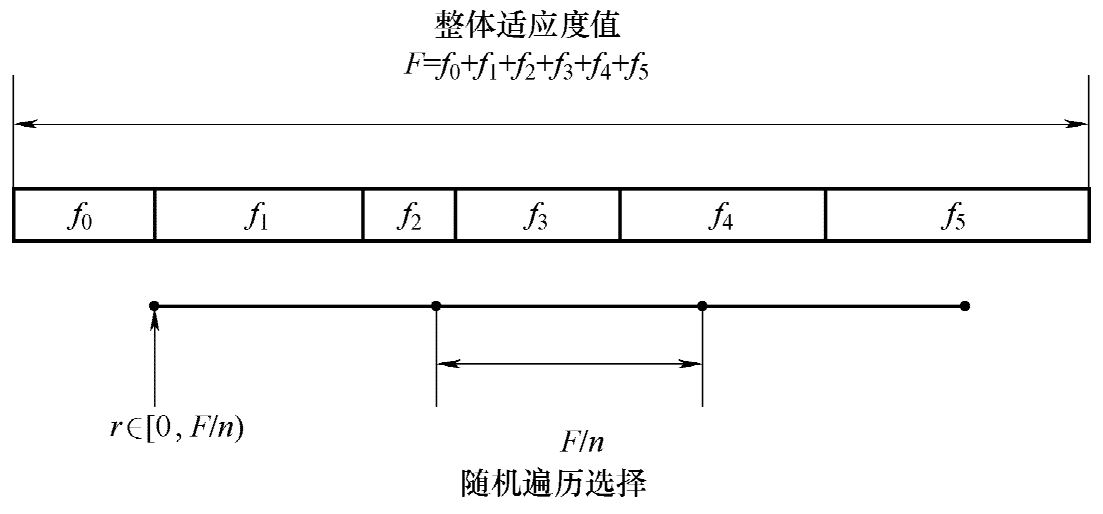 整体适应度值
F=f₀+f₁+f₂+f₃+f₄+f₅
f₀ f₁ f₂ f₃ f₄ f₅
r∈[0, F/n)
F/n
随机遍历选择